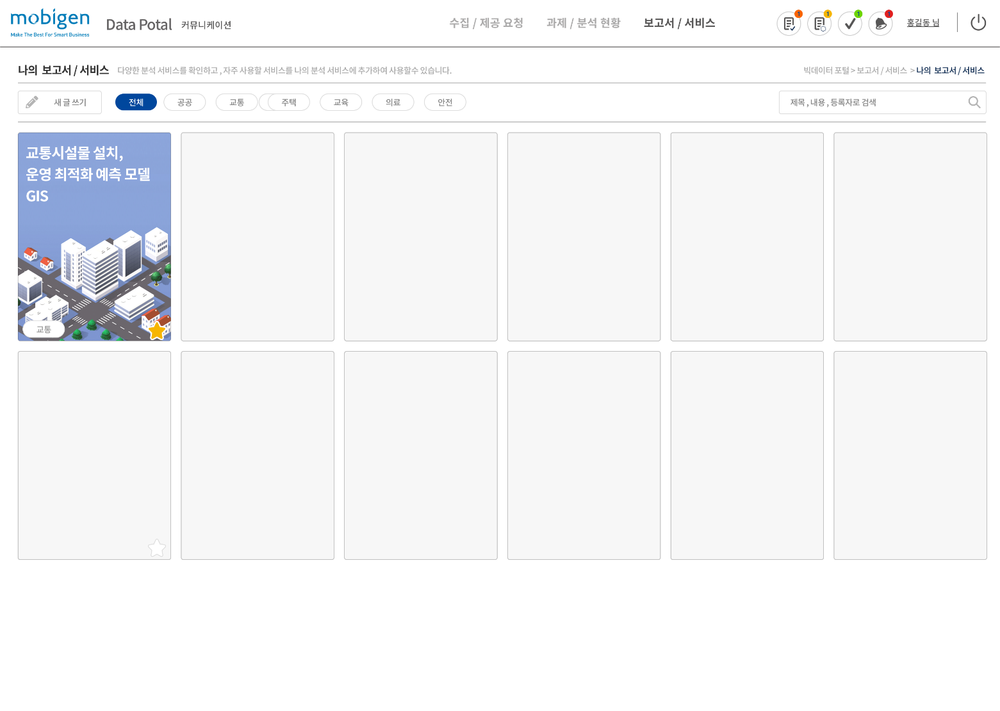 mobigen
Make The Best For Smart Business
Data Potal 커뮤니케이션
수집 / 제공 요청 과제 / 분석 현황 보고서 / 서비스
1 1 1 1
홍길동 님
나의 보고서 / 서비스 다양한 분석 서비스를 확인하고 , 자주 사용할 서비스를 나의 분석 서비스에 추가하여 사용할수 있습니다.
빅데이터 포털 > 보고서 / 서비스 > 나의 보고서 / 서비스
새 글 쓰기 전체 공공 교통 주택 교육 의료 안전
제목 , 내용 , 등록자로 검색
교통시설물 설치,
운영 최적화 예측 모델
GIS
교통